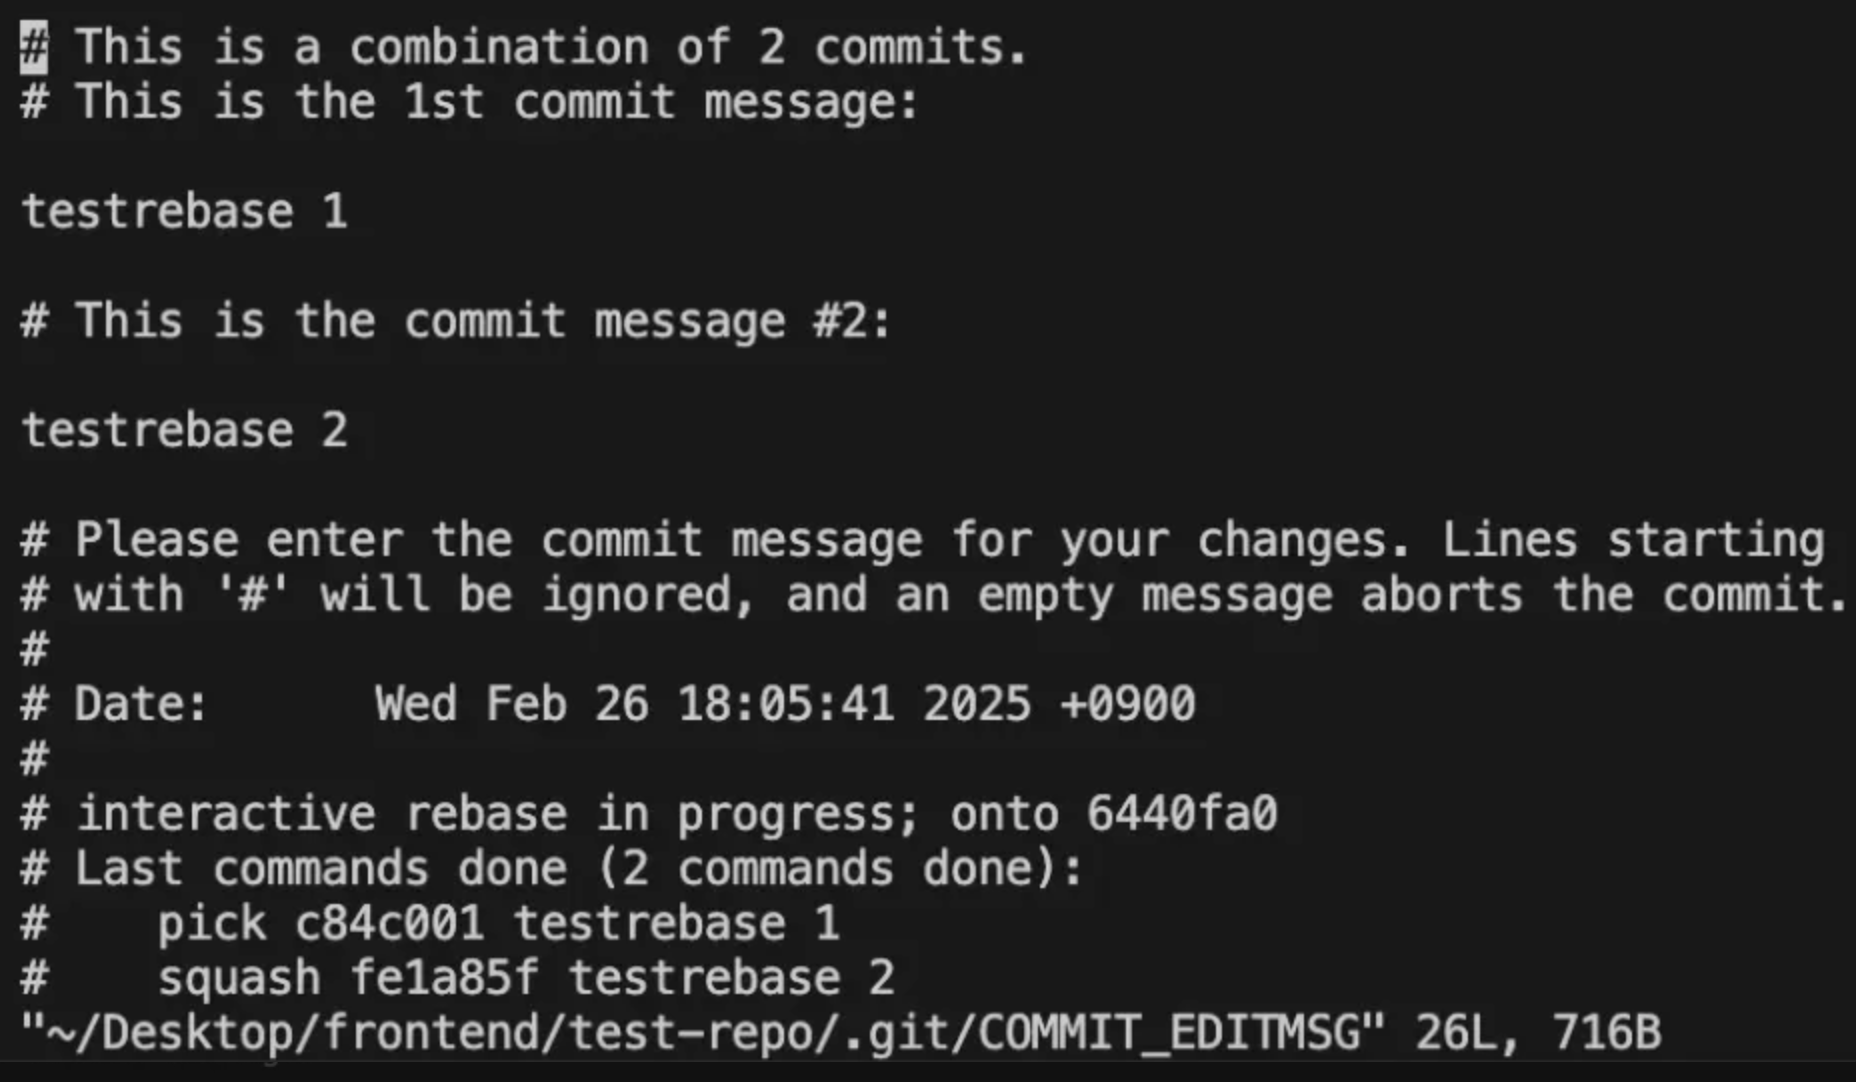 # This is a combination of 2 commits.
# This is the 1st commit message:
testrebase 1
# This is the commit message #2:
testrebase 2
# Please enter the commit message for your changes. Lines starting
# with '#' will be ignored, and an empty message aborts the commit.
#
# Date:      Wed Feb 26 18:05:41 2025 +0900
#
# interactive rebase in progress; onto 6440fa0
# Last commands done (2 commands done):
#    pick c84c001 testrebase 1
#    squash fe1a85f testrebase 2
"~/Desktop/frontend/test-repo/.git/COMMIT_EDITMSG" 26L, 716B